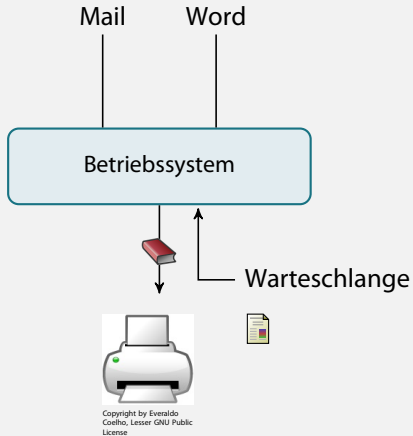 Mail Word
Betriebssystem
Warteschlange
Copyright by Everaldo
Coelho, Lesser GNU Public
License